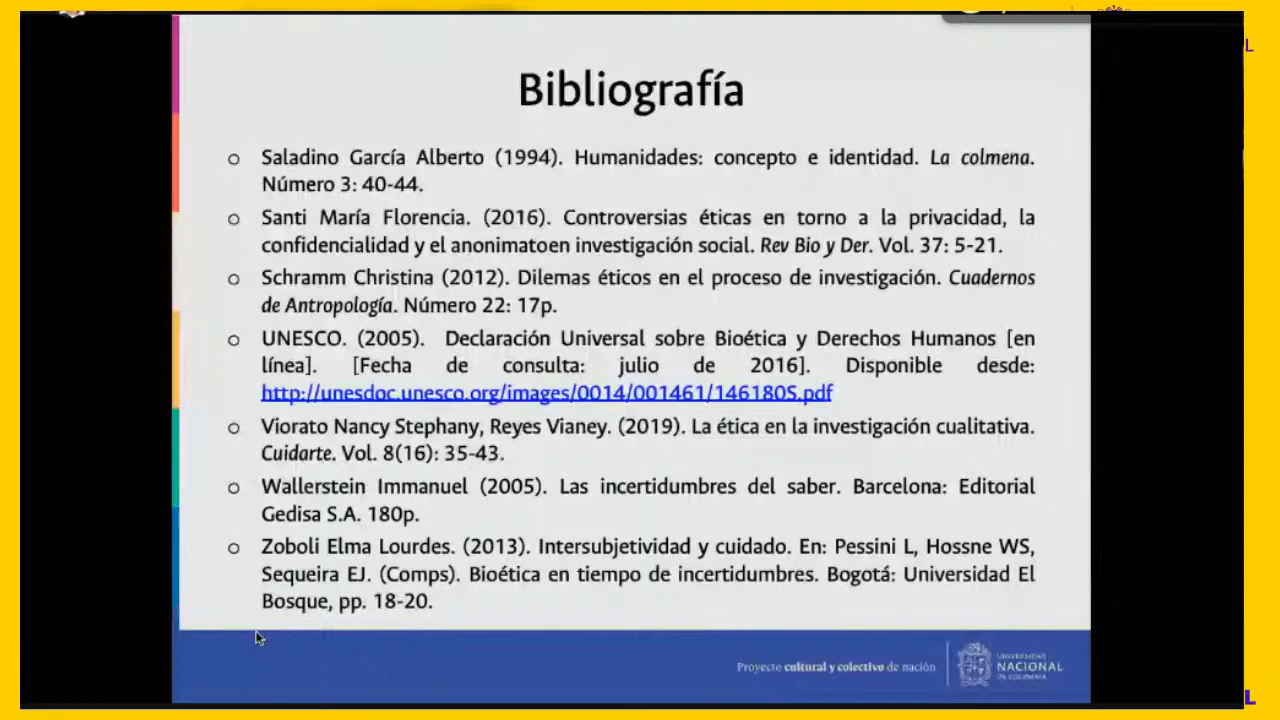 L
Bibliografía
o Saladino García Alberto (1994). Humanidades: concepto e identidad. La colmena.
Número 3: 40-44.
o Santi María Florencia. (2016). Controversias éticas en torno a la privacidad, la
confidencialidad y el anonimatoen investigación social. Rev Bio y Der. Vol. 37: 5-21.
o Schramm Christina (2012). Dilemas éticos en el proceso de investigación. Cuadernos
de Antropología. Número 22: 17p.
o UNESCO. (2005). Declaración Universal sobre Bioética y Derechos Humanos [en
línea]. [Fecha de consulta: julio de 2016]. Disponible desde:
http://unesdoc.unesco.org/images/0014/001461/146180S.pdf
o Viorato Nancy Stephany, Reyes Vianey. (2019). La ética en la investigación cualitativa.
Cuidarte. Vol. 8(16): 35-43.
o Wallerstein Immanuel (2005). Las incertidumbres del saber. Barcelona: Editorial
Gedisa S.A. 180p.
o Zoboli Elma Lourdes. (2013). Intersubjetividad y cuidado. En: Pessini L, Hossne WS,
Sequeira EJ. (Comps). Bioética en tiempo de incertidumbres. Bogotá: Universidad El
Bosque, pp. 18-20.
Proyecto cultural y colectivo de nación
UNIVERSIDAD
NACIONAL
DE COLOMBIA
L